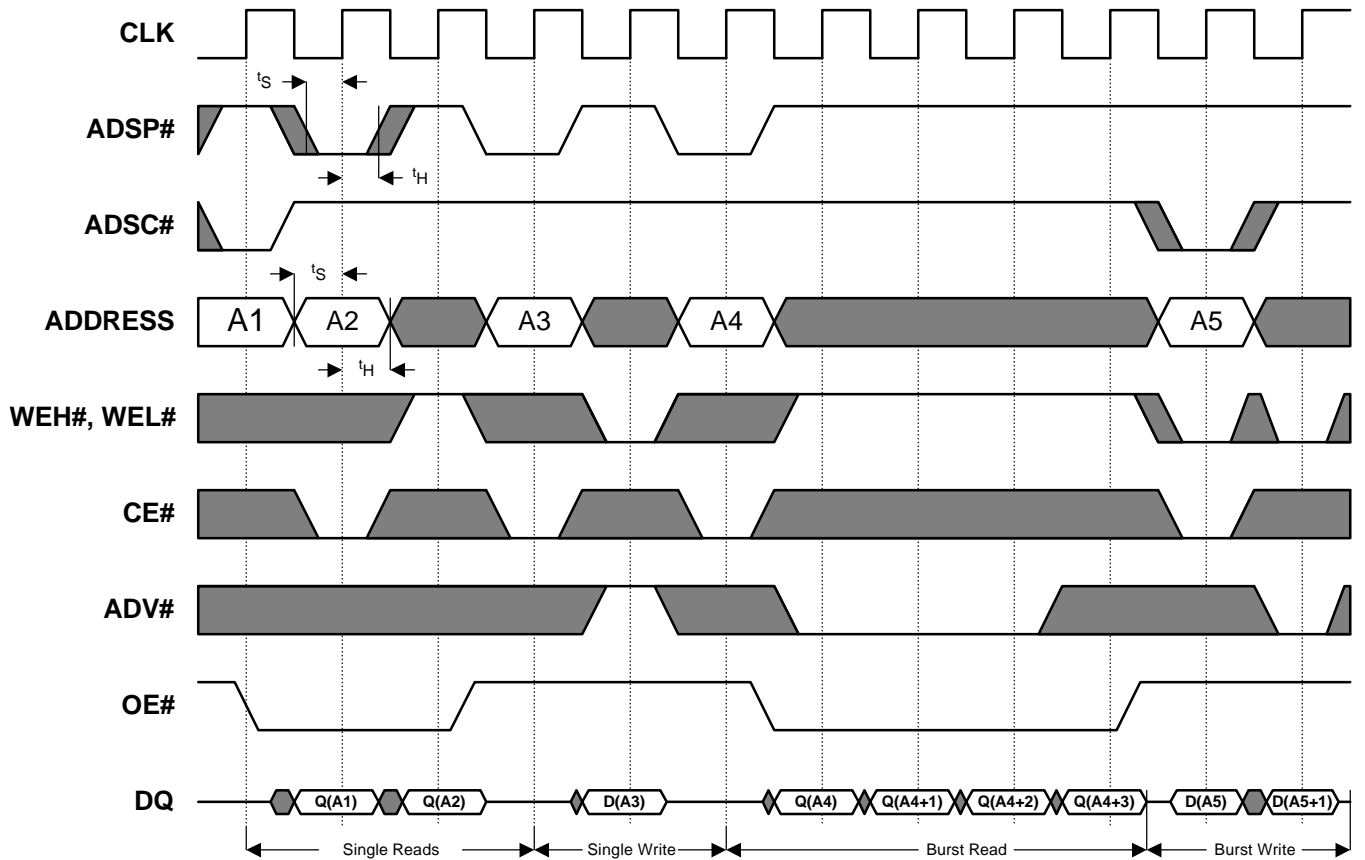 CLK
tS
ADSP#
tH
ADSC#
tS
ADDRESS A1 A2 A3 A4 A5
tH
WEH#, WEL#
CE#
ADV#
OE#
DQ Q(A1) Q(A2) D(A3) Q(A4) Q(A4+1) Q(A4+2) Q(A4+3) D(A5) D(A5+1)
Single Reads Single Write Burst Read Burst Write